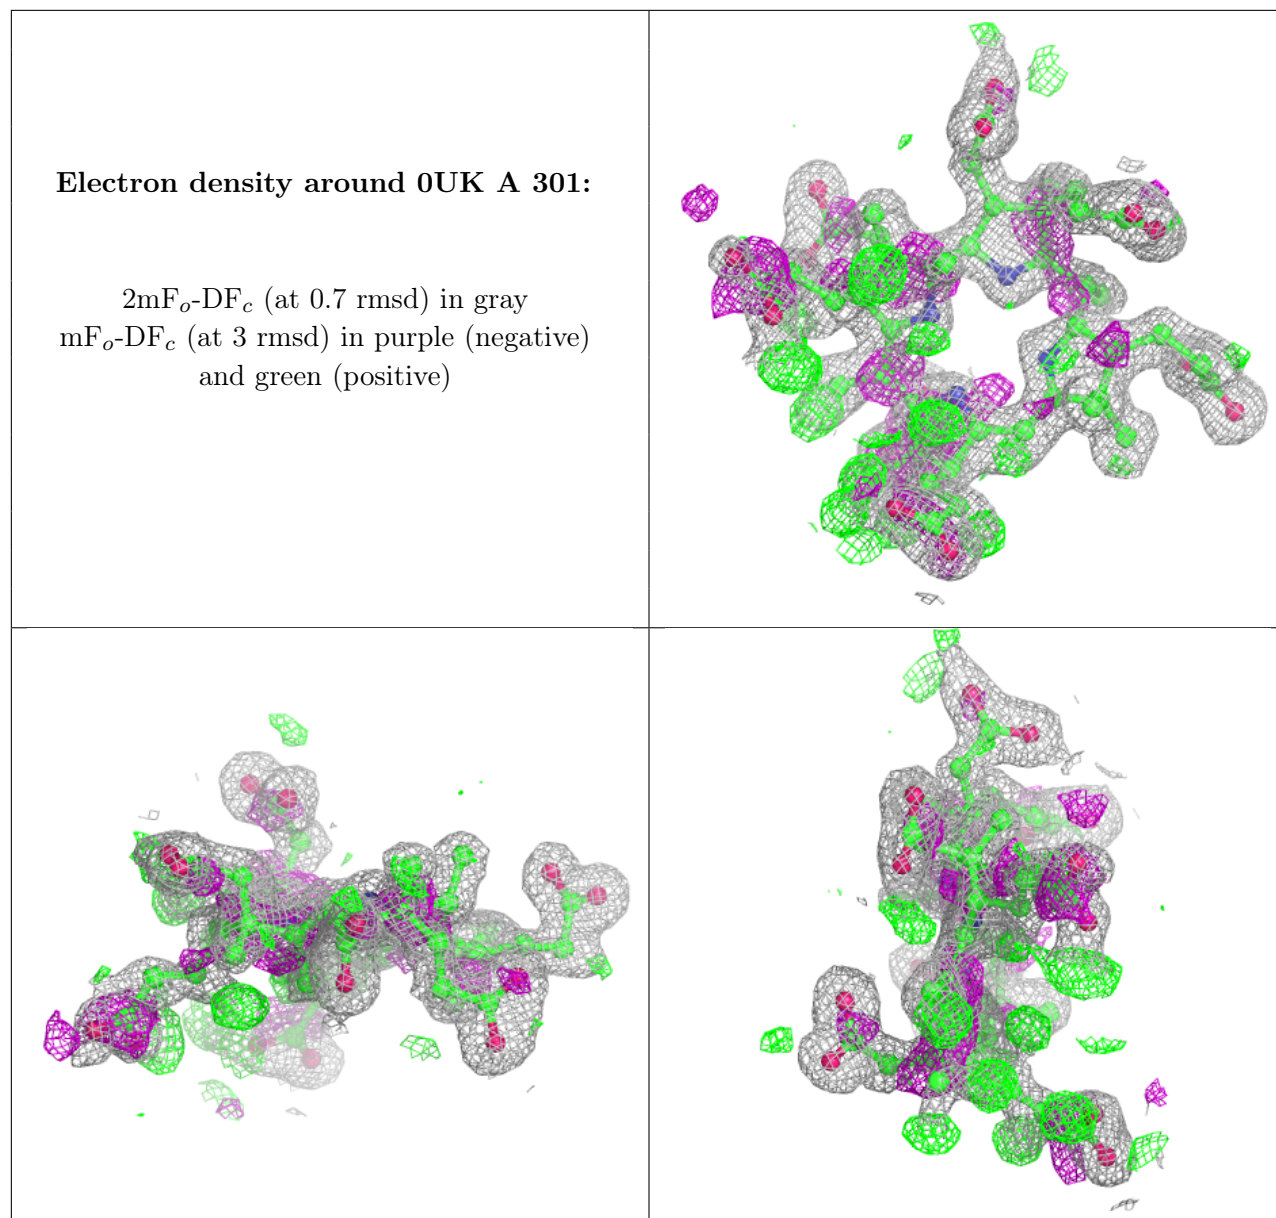 Electron density around 0UK A 301:
2mFo-DFc (at 0.7 rmsd) in gray
mFo-DFc (at 3 rmsd) in purple (negative)
and green (positive)